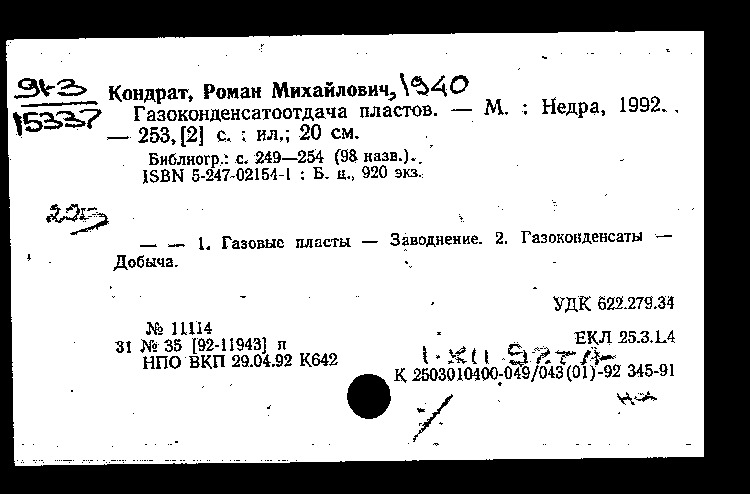 Кондрат, Роман Михайлович, 1940
Газоконденсатоотдача пластов. — М. : Недра, 1992.
15337
— 253, [2] с. : ил.; 20 см.
Библиогр.: с. 249—254 (98 назв.).
ISBN 5-247-02154-1 : Б. ц., 920 экз.
— — 1. Газовые пласты — Заводнение. 2. Газоконденсаты —
Добыча.
УДК 622.279.34
№ 11114
31 № 35 [92-11943] п
ЕКЛ 25.3.1.4
НПО ВКП 29.04.92 К642
К 2503010400-049/043(01)-92 345-91